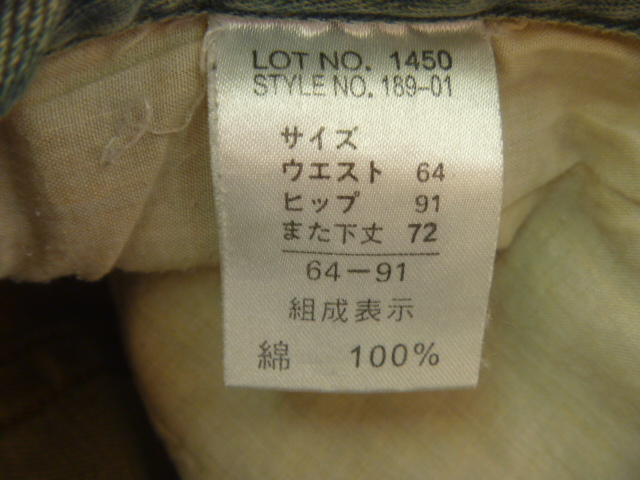 LOT NO. 1450
STYLE NO. 189-01
サイズ
ウエスト 64
ヒップ 91
また下丈 72
64-91
組成表示
綿 100%